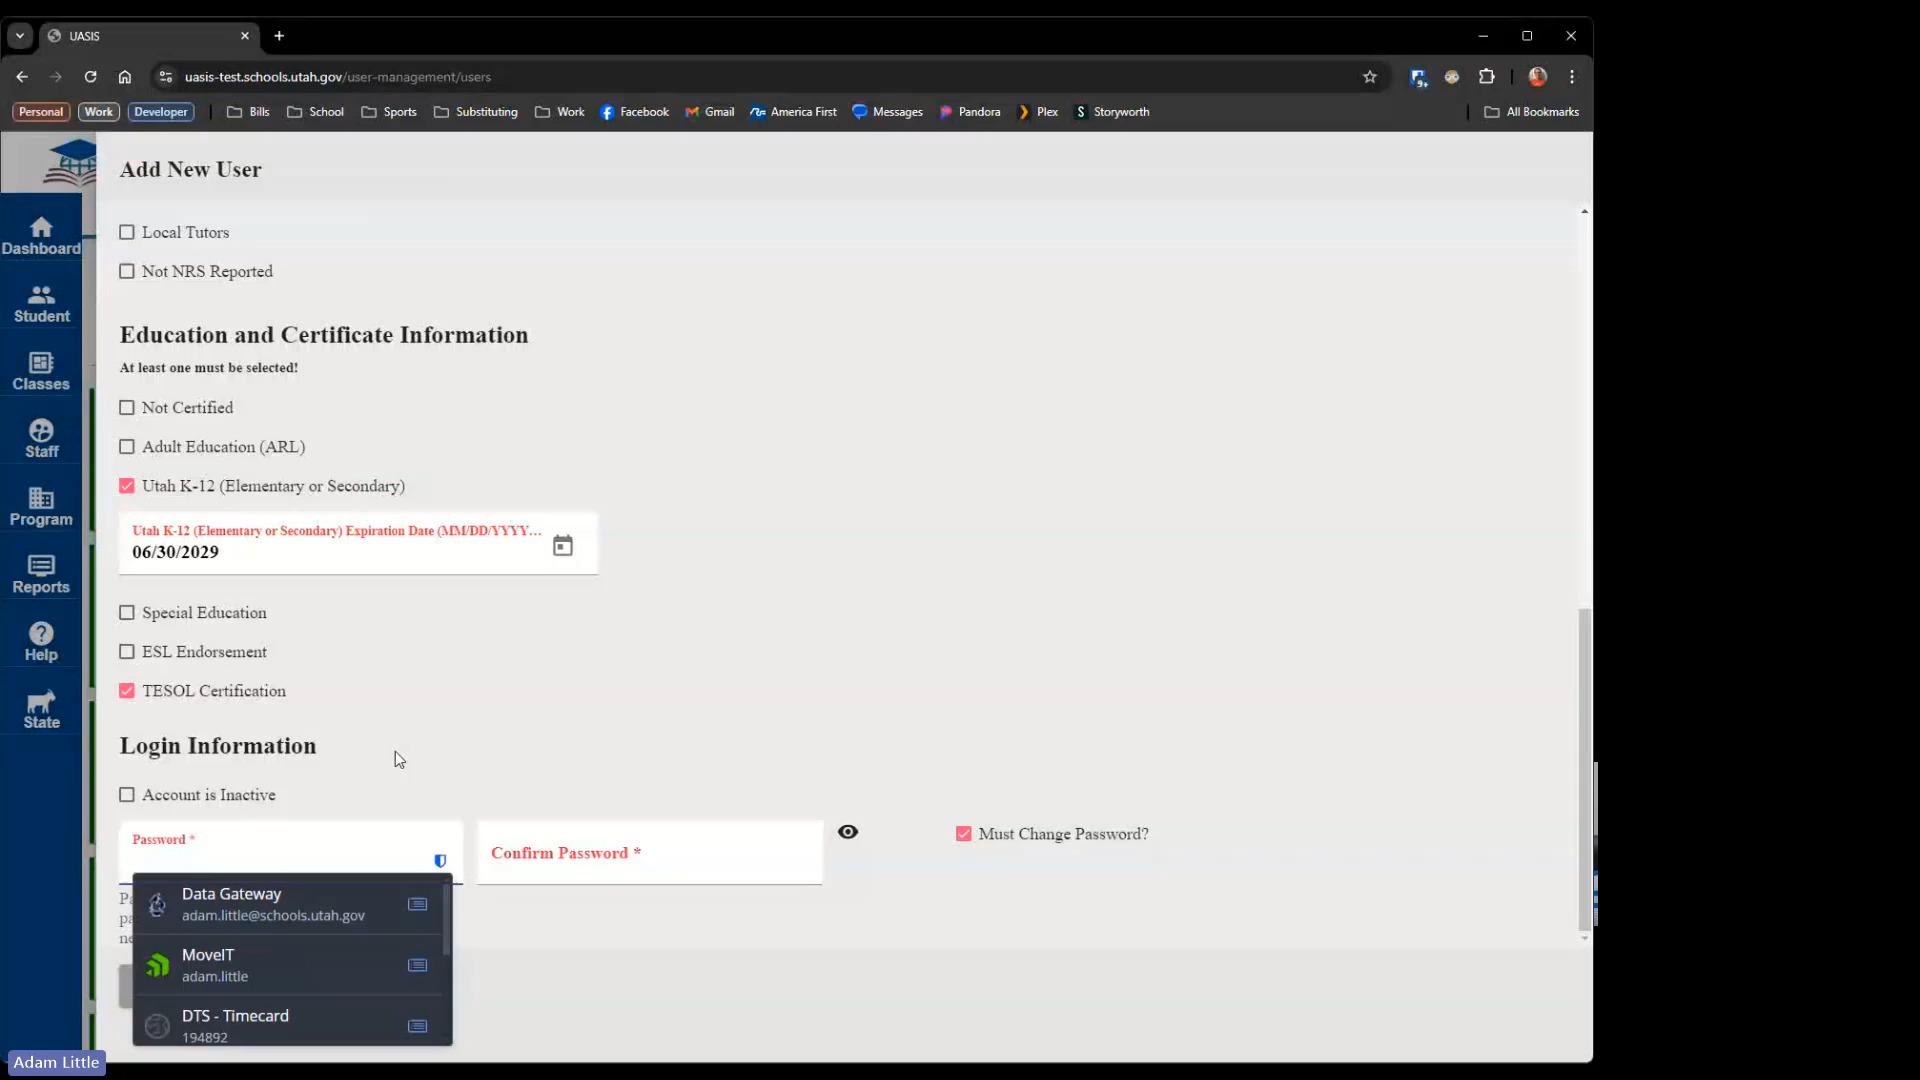 UASIS
uasis-test.schools.utah.gov/user-management/users
9+
Personal Work Developer Bills School Sports Substituting Work Facebook Gmail America First Messages Pandora Plex Storyworth All Bookmarks
Add New User
Dashboard
Student
Classes
Staff
Program
Reports
Help
State
Local Tutors
Not NRS Reported
Education and Certificate Information
At least one must be selected!
Not Certified
Adult Education (ARL)
Utah K-12 (Elementary or Secondary)
Utah K-12 (Elementary or Secondary) Expiration Date (MM/DD/YYYY...
06/30/2029
Special Education
ESL Endorsement
TESOL Certification
Login Information
Account is Inactive
Password *
Confirm Password *
Must Change Password?
Data Gateway
adam.little@schools.utah.gov
MoveIT
adam.little
DTS - Timecard
194892
Adam Little